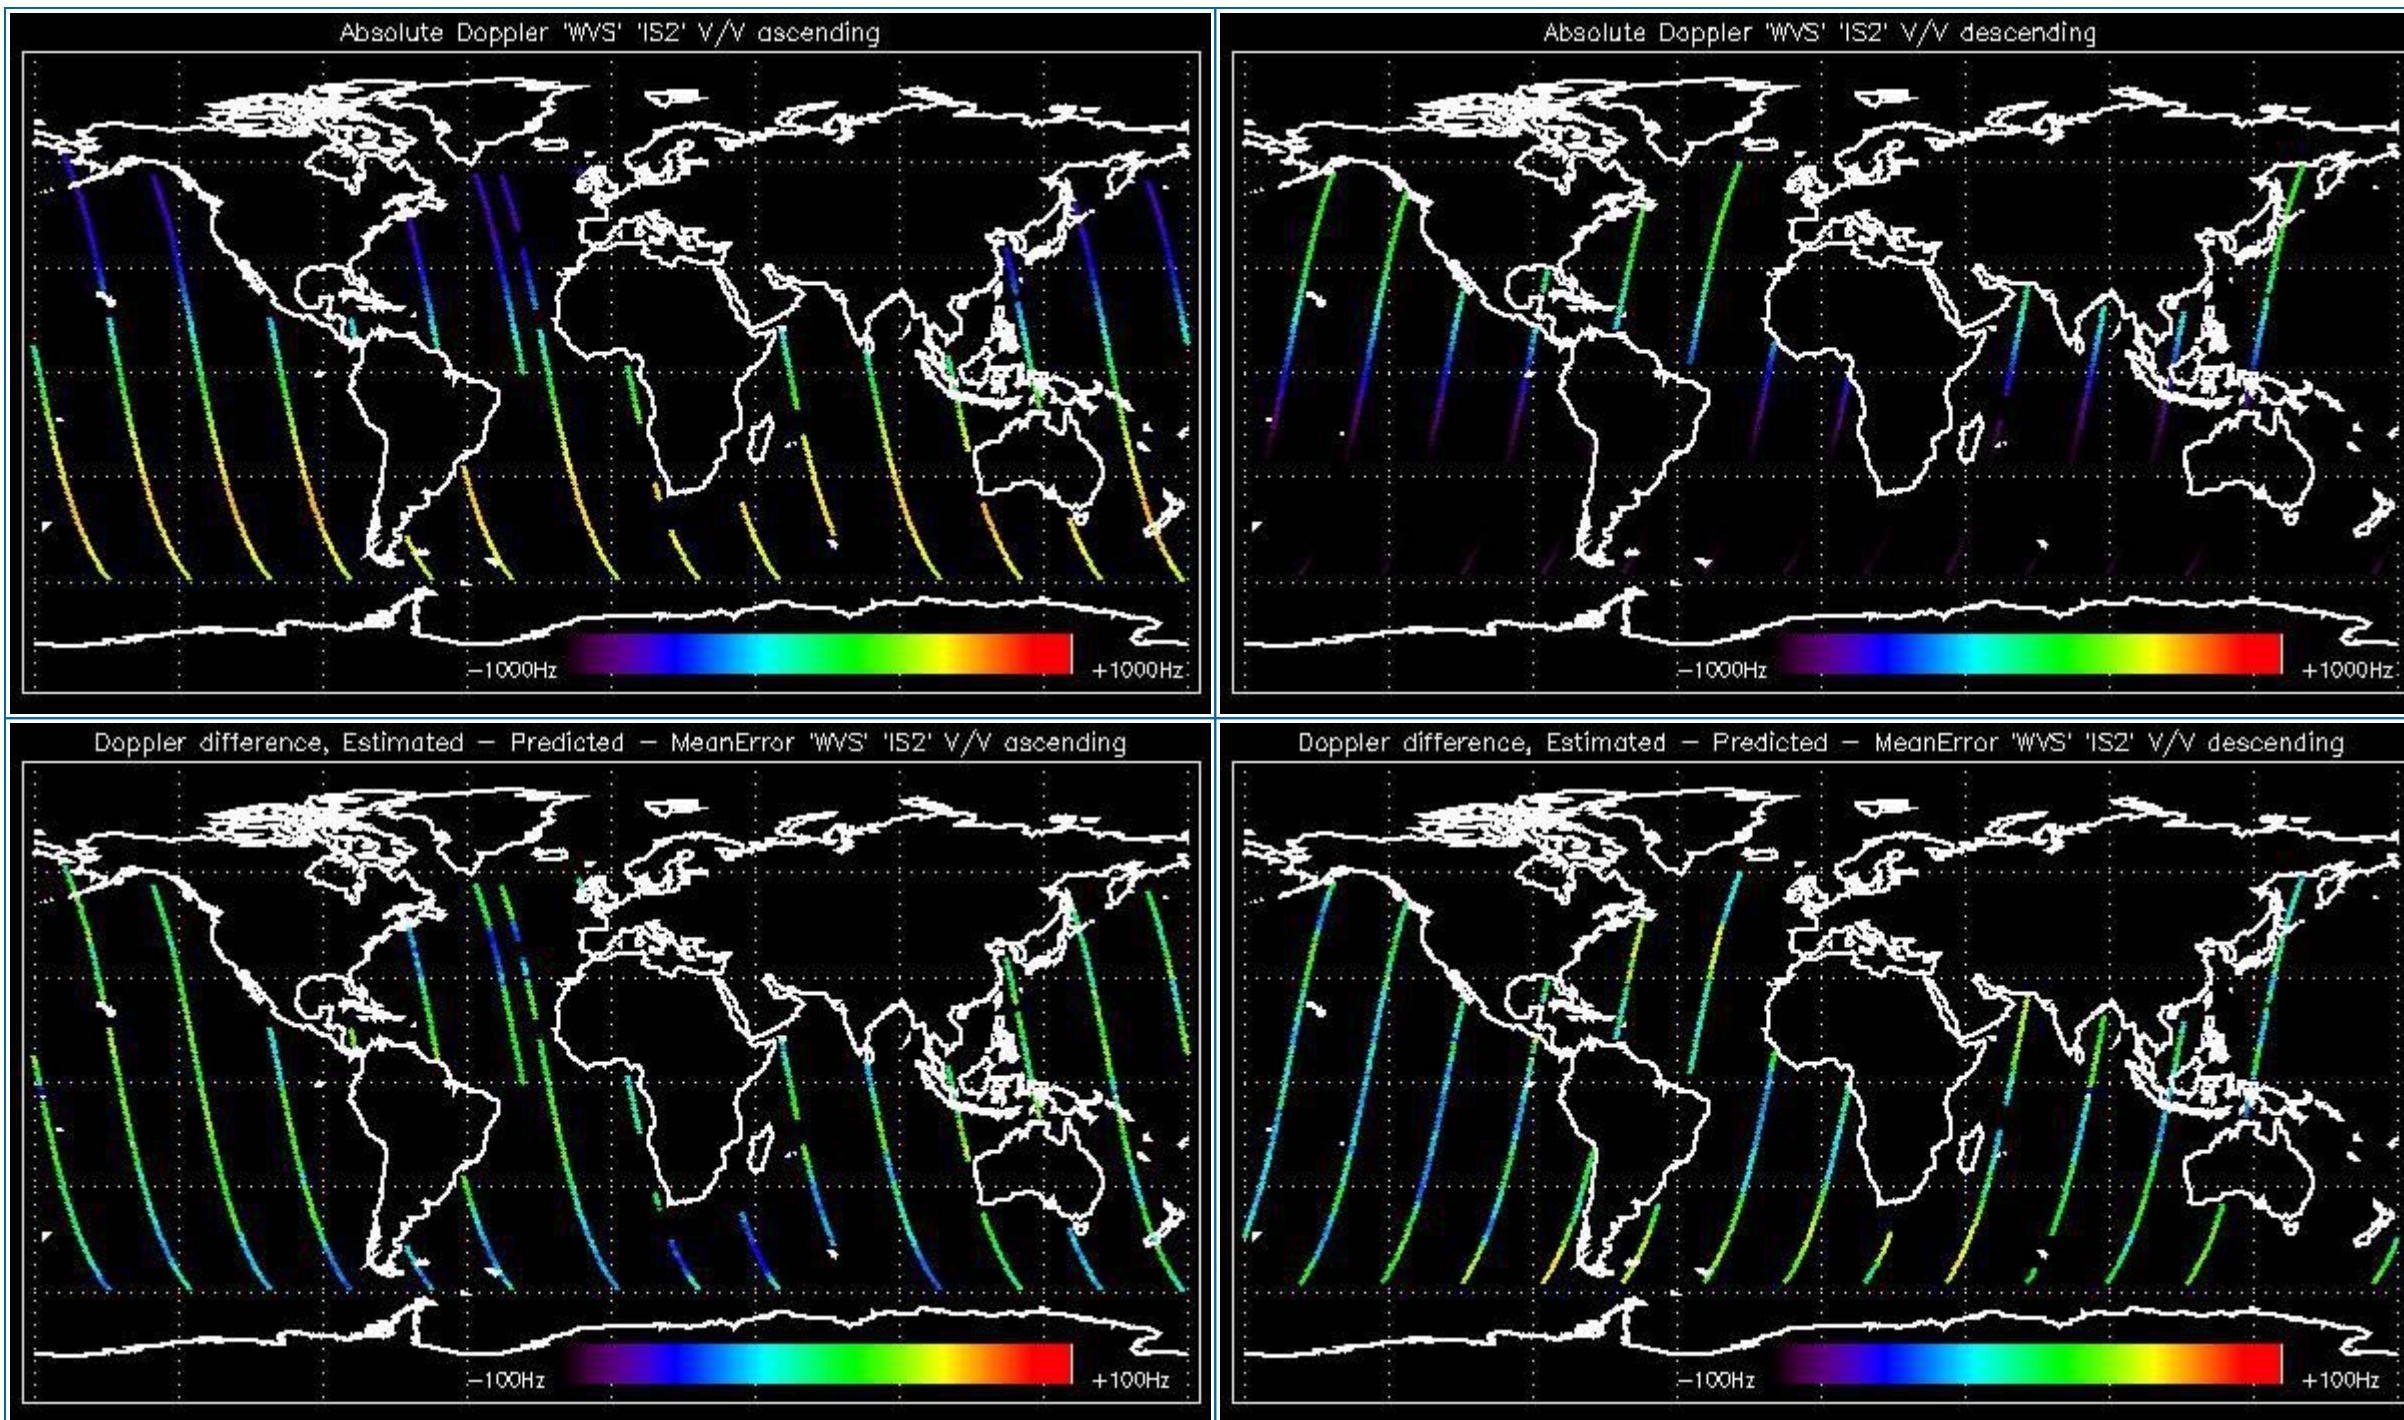 Absolute Doppler 'WVS' 'IS2' V/V ascending
-1000Hz
+1000Hz
Absolute Doppler 'WVS' 'IS2' V/V descending
-1000Hz
+1000Hz
Doppler difference, Estimated - Predicted - MeanError 'WVS' 'IS2' V/V ascending
-100Hz
+100Hz
Doppler difference, Estimated - Predicted - MeanError 'WVS' 'IS2' V/V descending
-100Hz
+100Hz